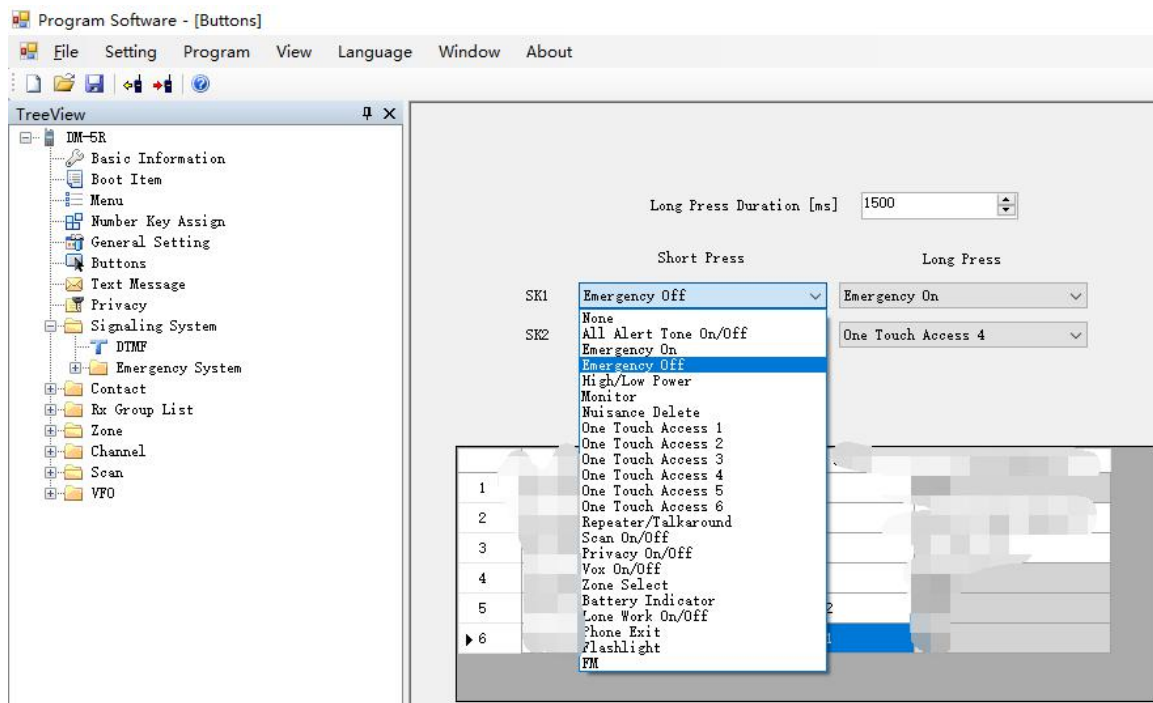 Program Software - [Buttons]
File Setting Program View Language Window About
TreeView
DM-5R
Basic Information
Boot Item
Menu
Number Key Assign
General Setting
Buttons
Text Message
Privacy
Signaling System
DTMF
Emergency System
Contact
Rx Group List
Zone
Channel
Scan
VFO
Long Press Duration [ms] 1500
Short Press Long Press
SK1 Emergency Off Emergency On
SK2 One Touch Access 4
None
All Alert Tone On/Off
Emergency On
Emergency Off
High/Low Power
Monitor
Nuisance Delete
One Touch Access 1
One Touch Access 2
One Touch Access 3
One Touch Access 4
One Touch Access 5
One Touch Access 6
Repeater/Talkaround
Scan On/Off
Privacy On/Off
Vox On/Off
Zone Select
Battery Indicator
Lone Work On/Off
Phone Exit
Flashlight
FM
1
2
3
4
5 2
6 1